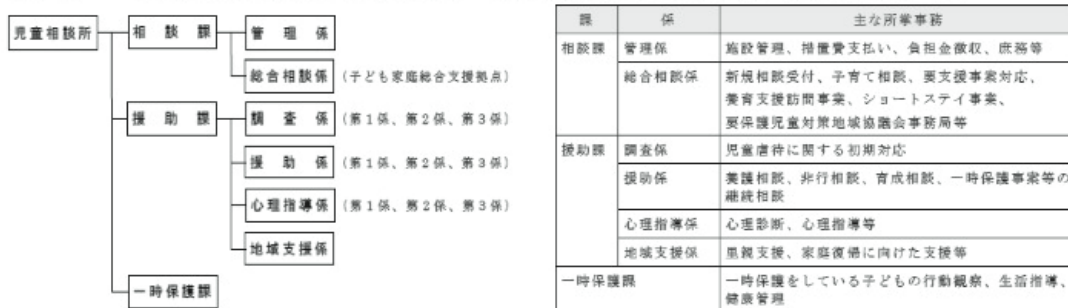 児童相談所
相談課
管理係
総合相談係 (子ども家庭総合支援拠点)
援助課
調査係 (第1係、第2係、第3係)
援助係 (第1係、第2係、第3係)
心理指導係 (第1係、第2係、第3係)
地域支援係
一時保護課
課 係 主な所掌事務
相談課 管理係 施設管理、措置費支払い、負担金徴収、庶務等
総合相談係 新規相談受付、子育て相談、要支援事案対応、
養育支援訪問事業、ショートステイ事業、
要保護児童対策地域協議会事務局等
援助課 調査係 児童虐待に関する初期対応
援助係 養護相談、非行相談、育成相談、一時保護事案等の
継続相談
心理指導係 心理診断、心理指導等
地域支援係 里親支援、家庭復帰に向けた支援等
一時保護課 一時保護をしている子どもの行動観察、生活指導、
健康管理